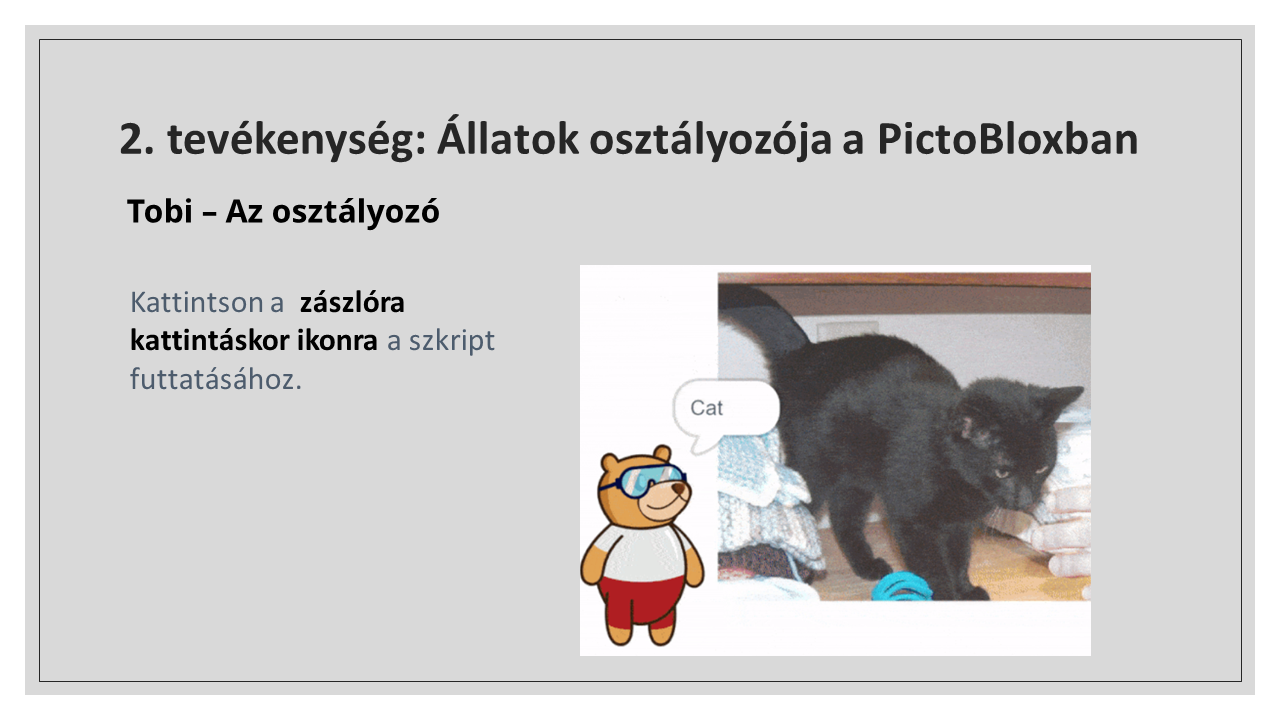 2. tevékenység: Állatok osztályozója a PictoBloxban
Tobi – Az osztályozó
Kattintson a zászlóra
kattintáskor ikonra a szkript
futtatásához.
Cat